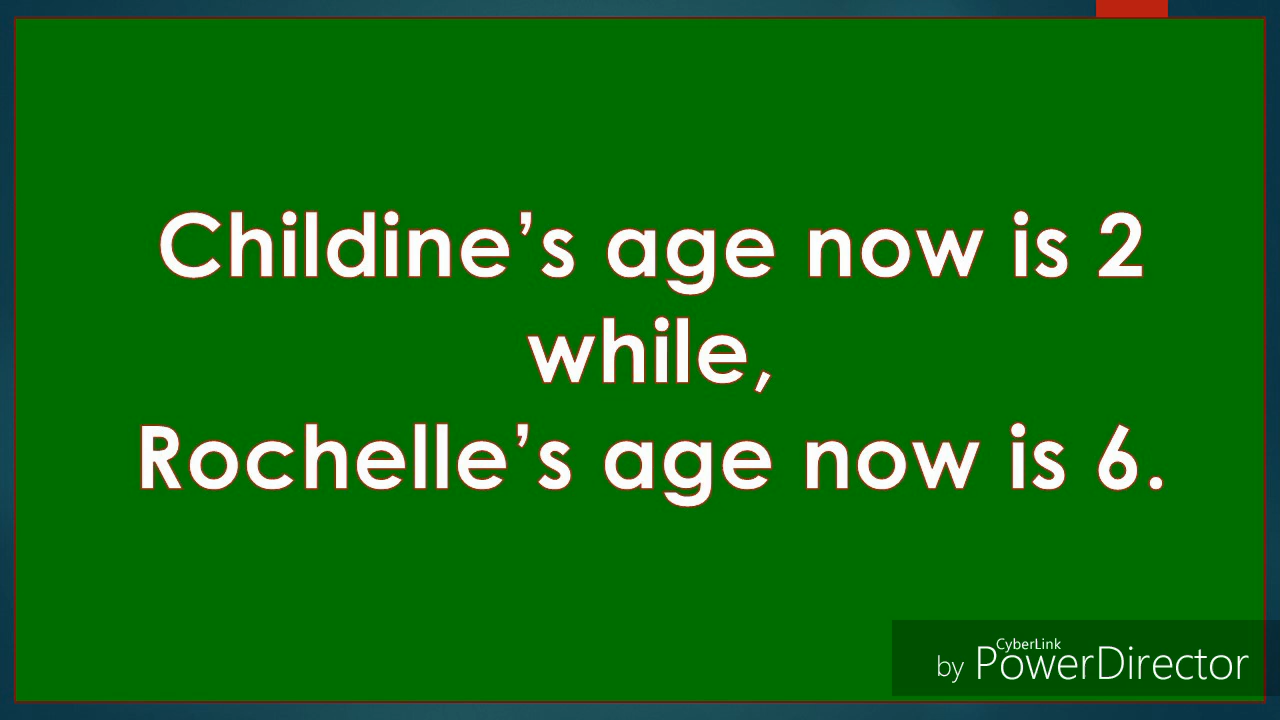 Childine’s age now is 2
while,
Rochelle’s age now is 6.
CyberLink
by PowerDirector